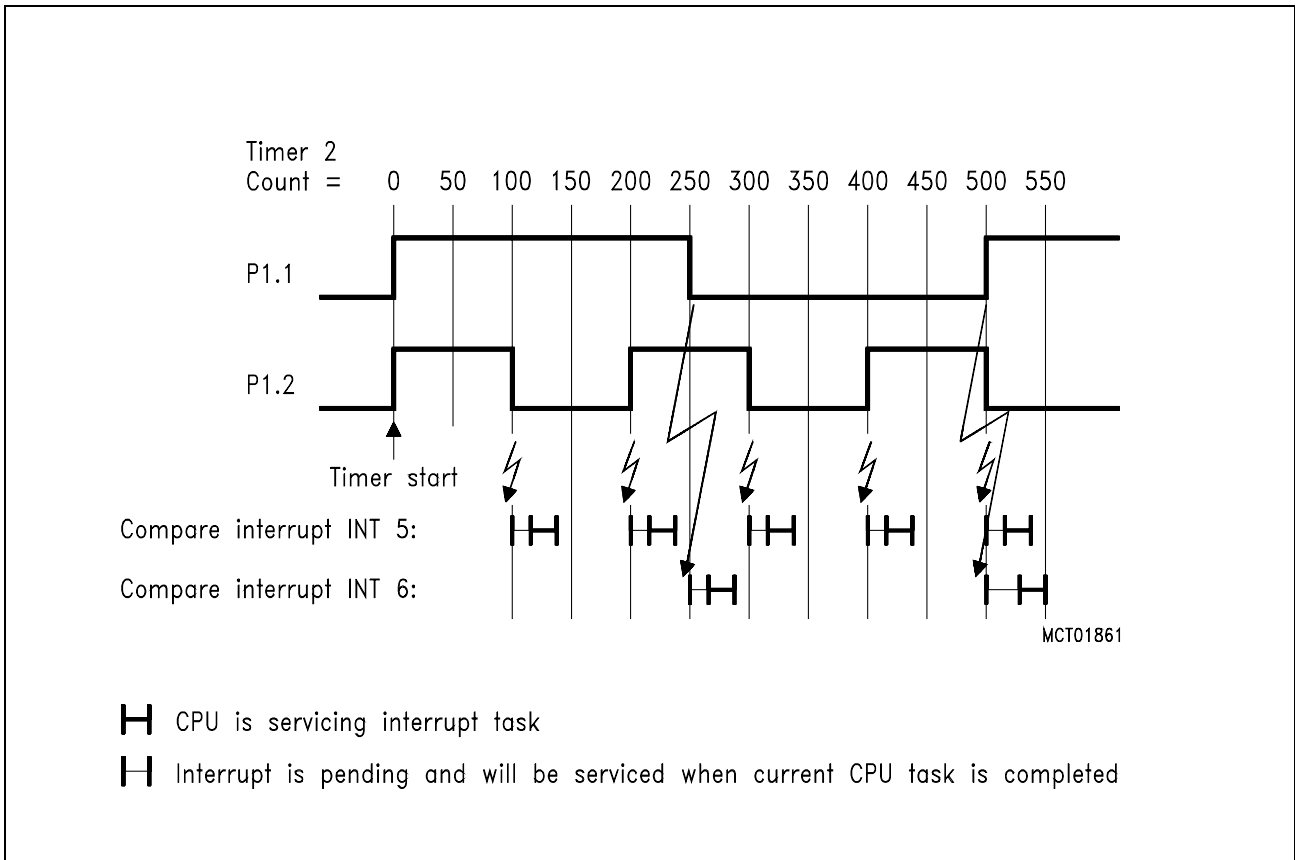 Timer 2
Count = 0 50 100 150 200 250 300 350 400 450 500 550
P1.1
P1.2
Timer start
Compare interrupt INT 5:
Compare interrupt INT 6:
MCT01861
CPU is servicing interrupt task
Interrupt is pending and will be serviced when current CPU task is completed